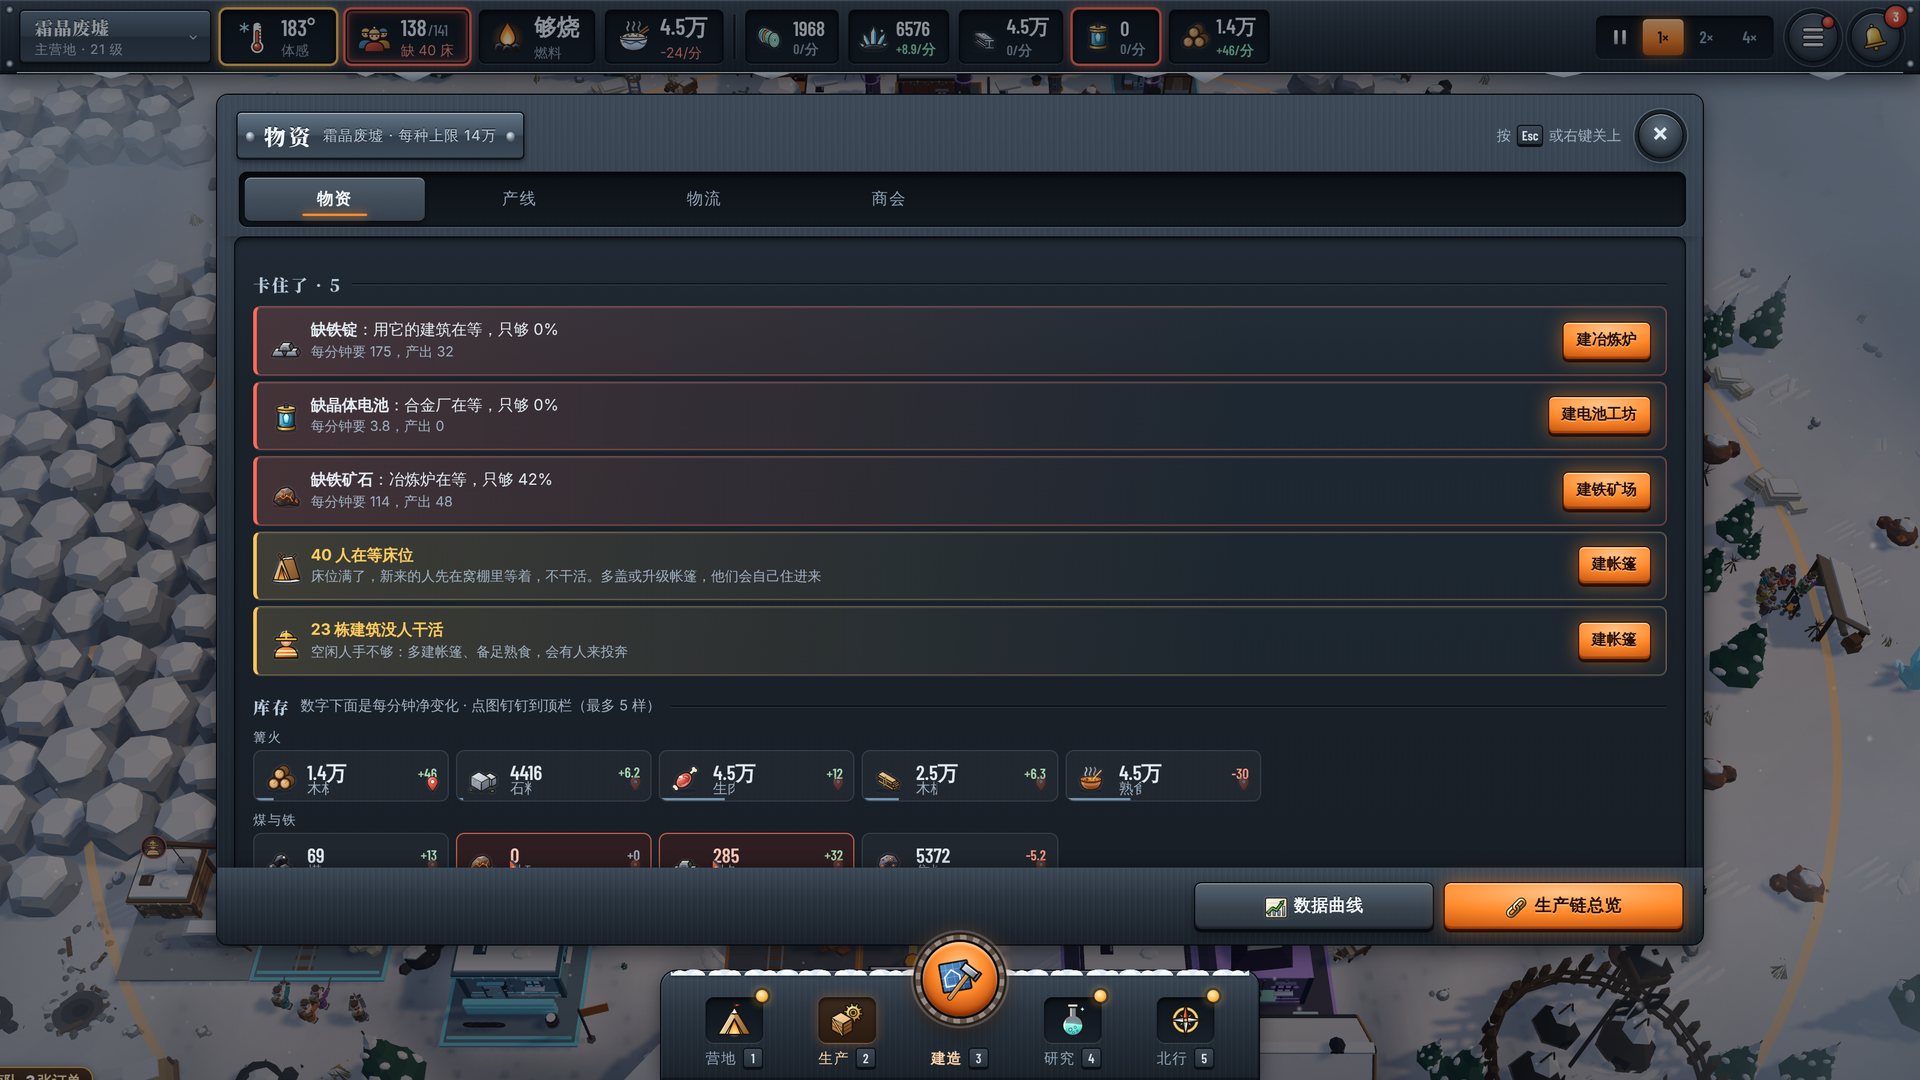 霜晶废墟
主营地 · 21 级
183°
体感
138/141
缺 40 床
够烧
燃料
4.5万
-24/分
1968
0/分
6576
+8.9/分
4.5万
0/分
0
0/分
1.4万
+46/分
1×
2×
4×
3
物资
霜晶废墟 · 每种上限 14万
按 Esc 或右键关上
物资
产线
物流
商会
卡住了 · 5
缺铁锭：用它的建筑在等，只够 0%
每分钟要 175，产出 32
建冶炼炉
缺晶体电池：合金厂在等，只够 0%
每分钟要 3.8，产出 0
建电池工坊
缺铁矿石：冶炼炉在等，只够 42%
每分钟要 114，产出 48
建铁矿场
40 人在等床位
床位满了，新来的人先在窝棚里等着，不干活。多盖或升级帐篷，他们会自己住进来
建帐篷
23 栋建筑没人干活
空闲人手不够：多建帐篷、备足熟食，会有人来投奔
建帐篷
库存
数字下面是每分钟净变化 · 点图钉钉到顶栏（最多 5 样）
篝火
1.4万
+46
4416
+6.2
4.5万
+12
2.5万
+6.3
4.5万
-30
煤与铁
69
+13
0
+0
285
+32
5372
-5.2
数据曲线
生产链总览
营地 1
生产 2
建造 3
研究 4
北行 5